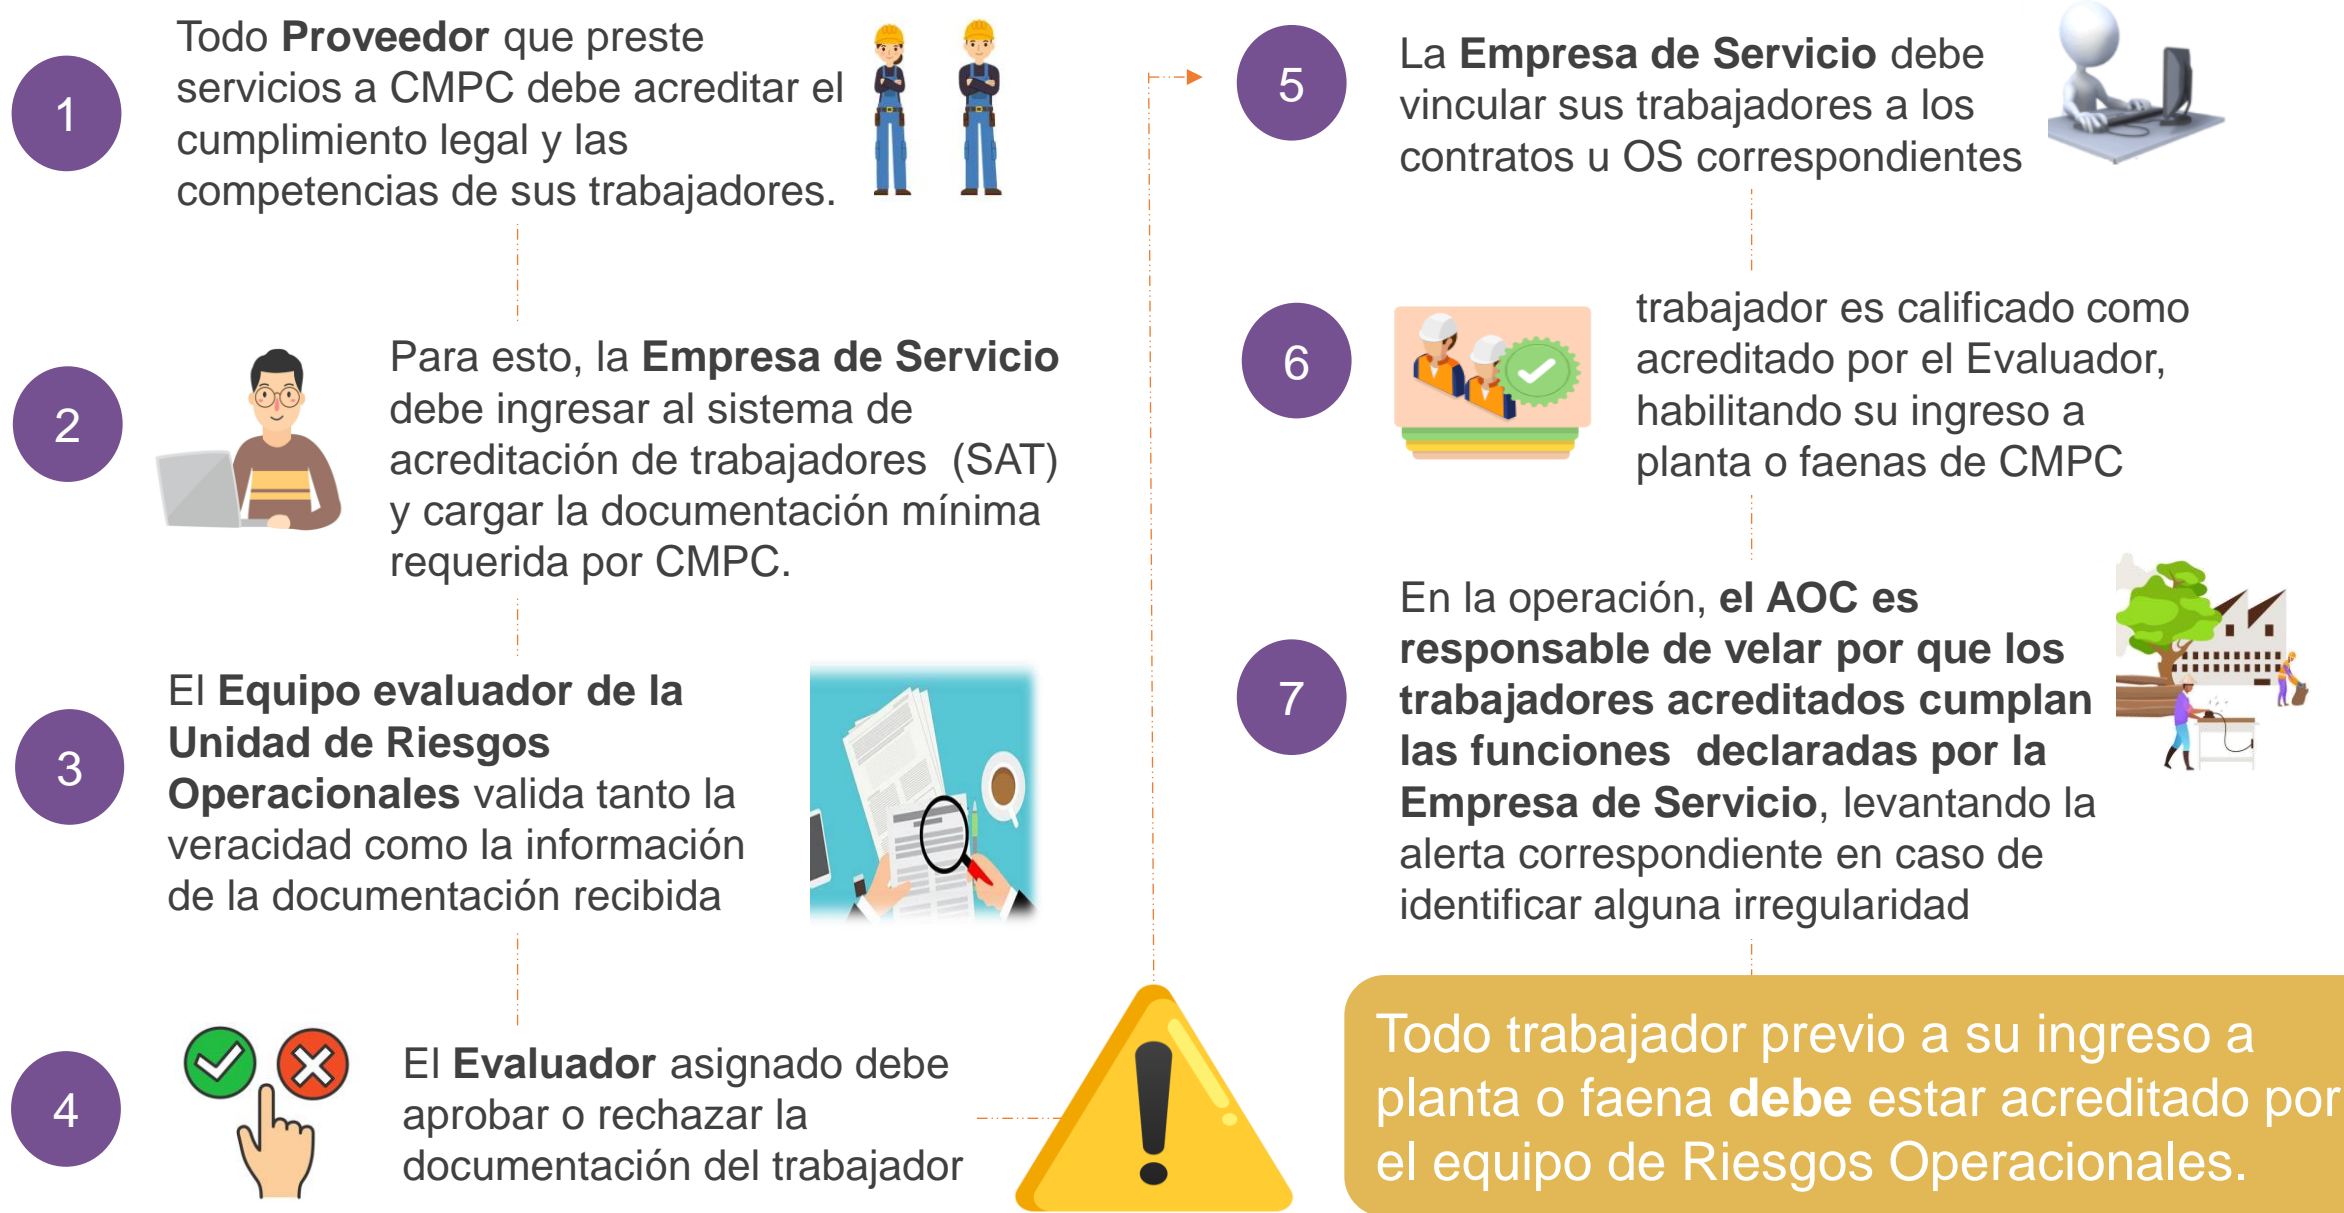 1
Todo Proveedor que preste
servicios a CMPC debe acreditar el
cumplimiento legal y las
competencias de sus trabajadores.
2
Para esto, la Empresa de Servicio
debe ingresar al sistema de
acreditación de trabajadores  (SAT)
y cargar la documentación mínima
requerida por CMPC.
3
El Equipo evaluador de la
Unidad de Riesgos
Operacionales valida tanto la
veracidad como la información
de la documentación recibida
4
El Evaluador asignado debe
aprobar o rechazar la
documentación del trabajador
5
La Empresa de Servicio debe
vincular sus trabajadores a los
contratos u OS correspondientes
6
trabajador es calificado como
acreditado por el Evaluador,
habilitando su ingreso a
planta o faenas de CMPC
7
En la operación, el AOC es
responsable de velar por que los
trabajadores acreditados cumplan
las funciones  declaradas por la
Empresa de Servicio, levantando la
alerta correspondiente en caso de
identificar alguna irregularidad
Todo trabajador previo a su ingreso a
planta o faena debe estar acreditado por
el equipo de Riesgos Operacionales.